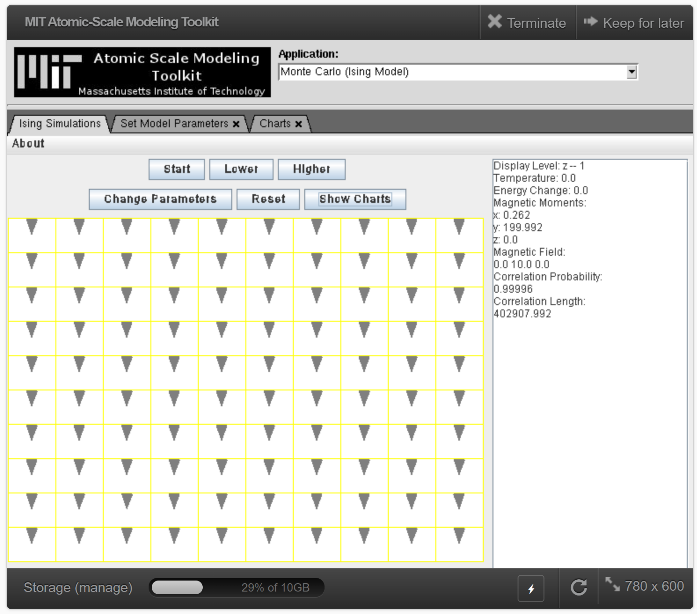 MIT Atomic-Scale Modeling Toolkit
Terminate
Keep for later
Atomic Scale Modeling
Toolkit
Massachusetts Institute of Technology
Application:
Monte Carlo (Ising Model)
Ising Simulations
Set Model Parameters
Charts
About
Start
Lower
Higher
Change Parameters
Reset
Show Charts
Display Level: z -- 1
Temperature: 0.0
Energy Change: 0.0
Magnetic Moments:
x: 0.262
y: 199.992
z: 0.0
Magnetic Field:
0.0 10.0 0.0
Correlation Probability:
0.99996
Correlation Length:
402907.992
Storage (manage)
29% of 10GB
780 x 600